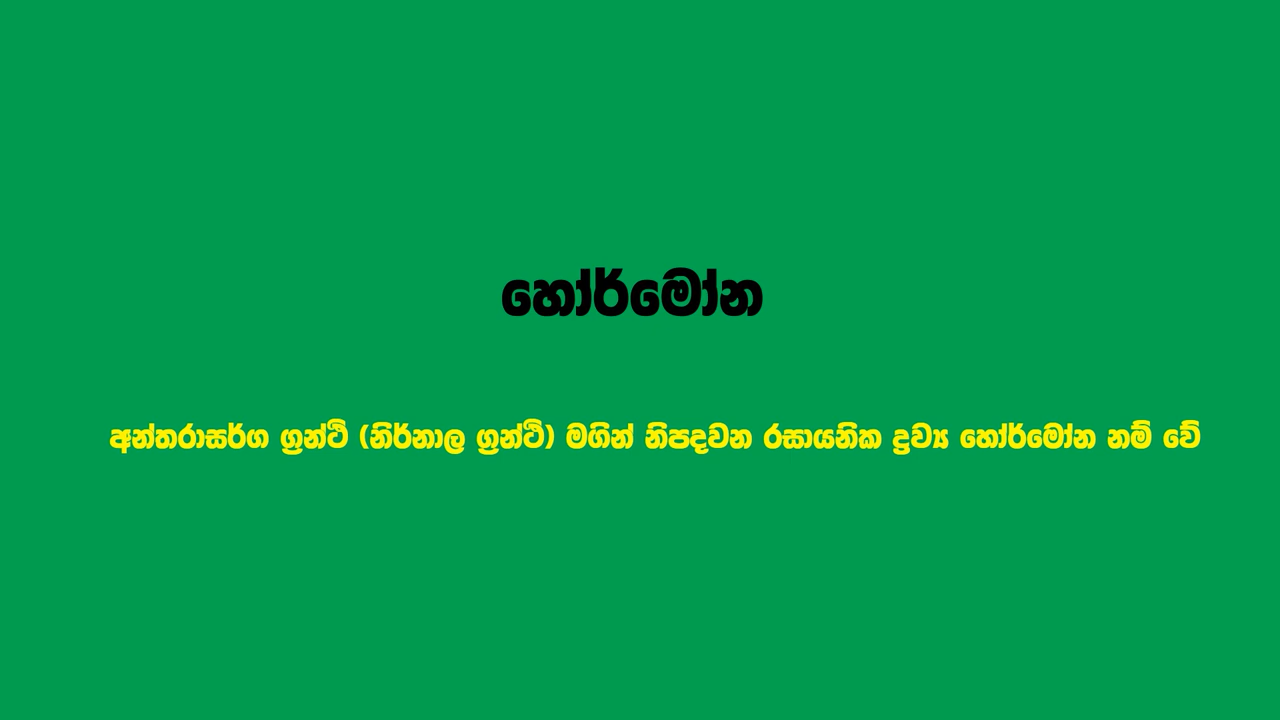 හෝර්මෝන
අන්තරාසර්ග ග්‍රන්ථි (නිර්නාල ග්‍රන්ථි) මගින් නිපදවන රසායනික ද්‍රව්‍ය හෝර්මෝන නම් වේ